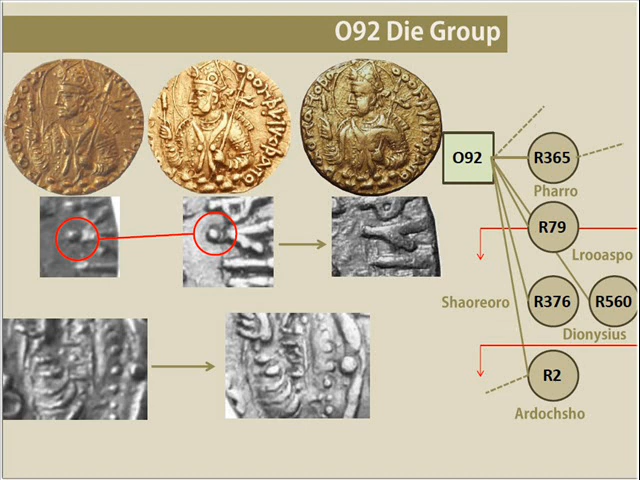 O92 Die Group
O92
R365
Pharro
R79
Lrooaspo
Shaoreoro
R376
R560
Dionysius
R2
Ardochsho